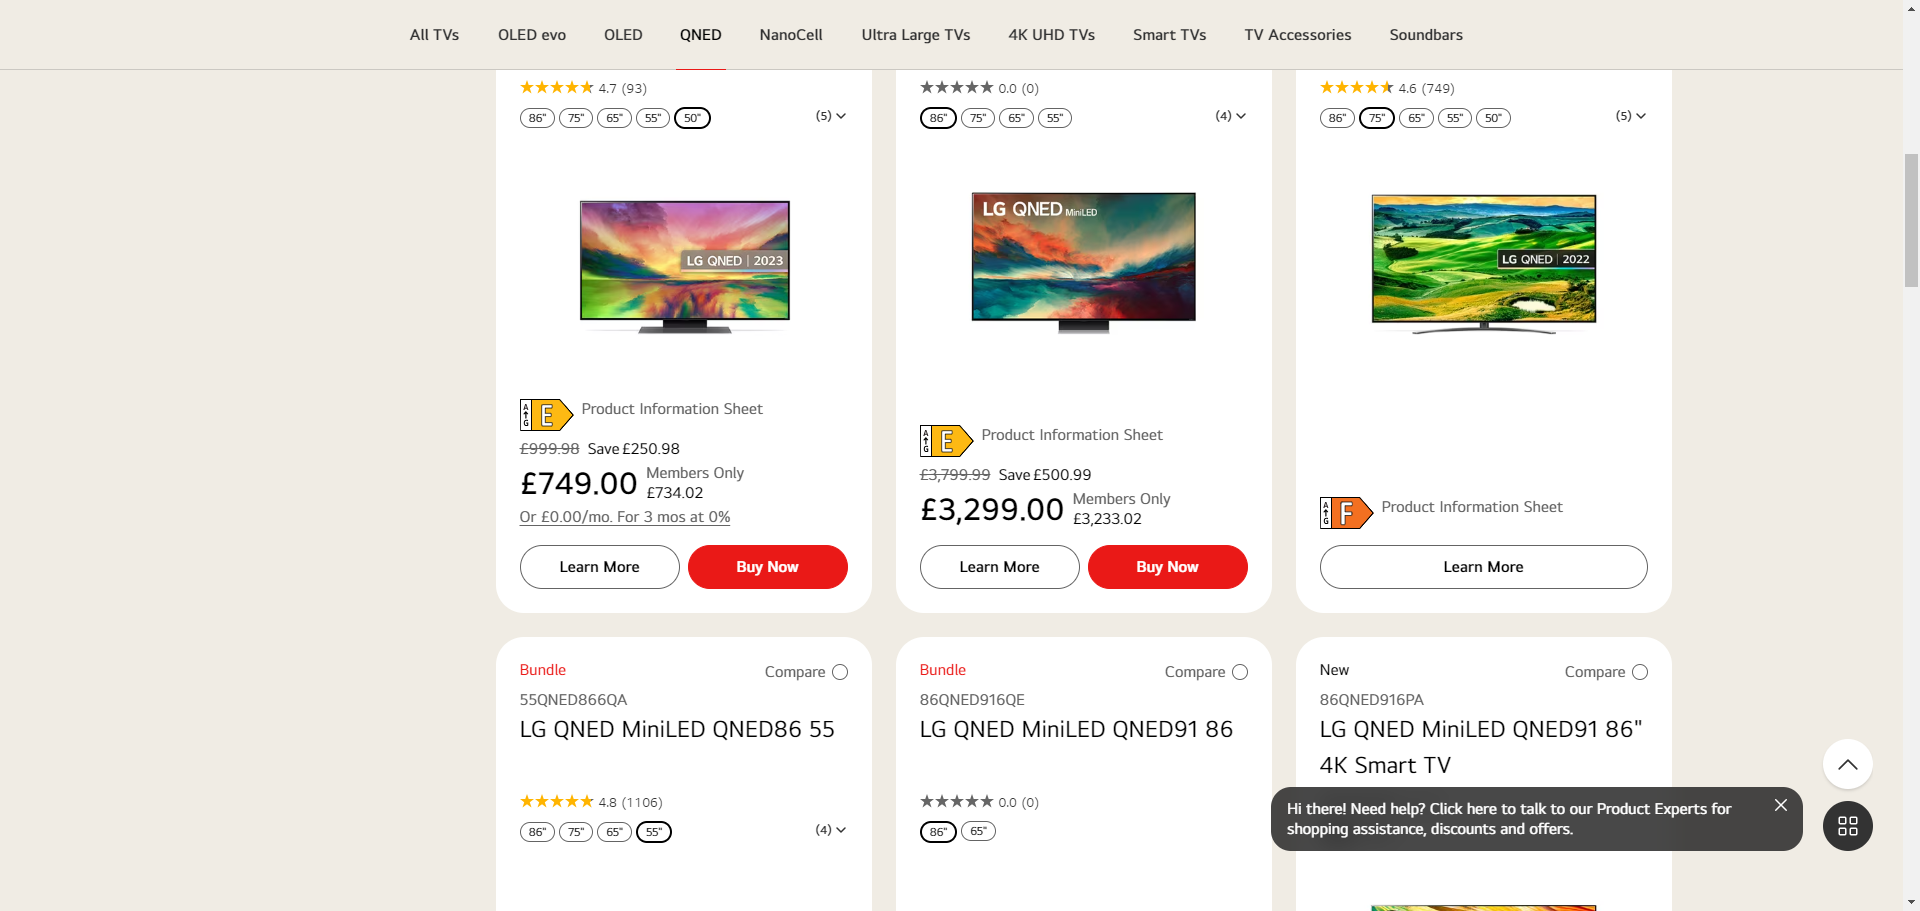 All TVs
OLED evo
OLED
QNED
NanoCell
Ultra Large TVs
4K UHD TVs
Smart TVs
TV Accessories
Soundbars
4.7 (93)
86" 75" 65" 55" 50" (5)
LG QNED | 2023
A G E Product Information Sheet
£999.98 Save £250.98
£749.00 Members Only
£734.02
Or £0.00/mo. For 3 mos at 0%
Learn More Buy Now
0.0 (0)
86" 75" 65" 55" (4)
LG QNED MiniLED
A G E Product Information Sheet
£3,799.99 Save £500.99
£3,299.00 Members Only
£3,233.02
Learn More Buy Now
4.6 (749)
86" 75" 65" 55" 50" (5)
LG QNED | 2022
A G F Product Information Sheet
Learn More
Bundle Compare
55QNED866QA
LG QNED MiniLED QNED86 55
4.8 (1106)
86" 75" 65" 55" (4)
Bundle Compare
86QNED916QE
LG QNED MiniLED QNED91 86
0.0 (0)
86" 65"
New Compare
86QNED916PA
LG QNED MiniLED QNED91 86"
4K Smart TV
Hi there! Need help? Click here to talk to our Product Experts for
shopping assistance, discounts and offers.